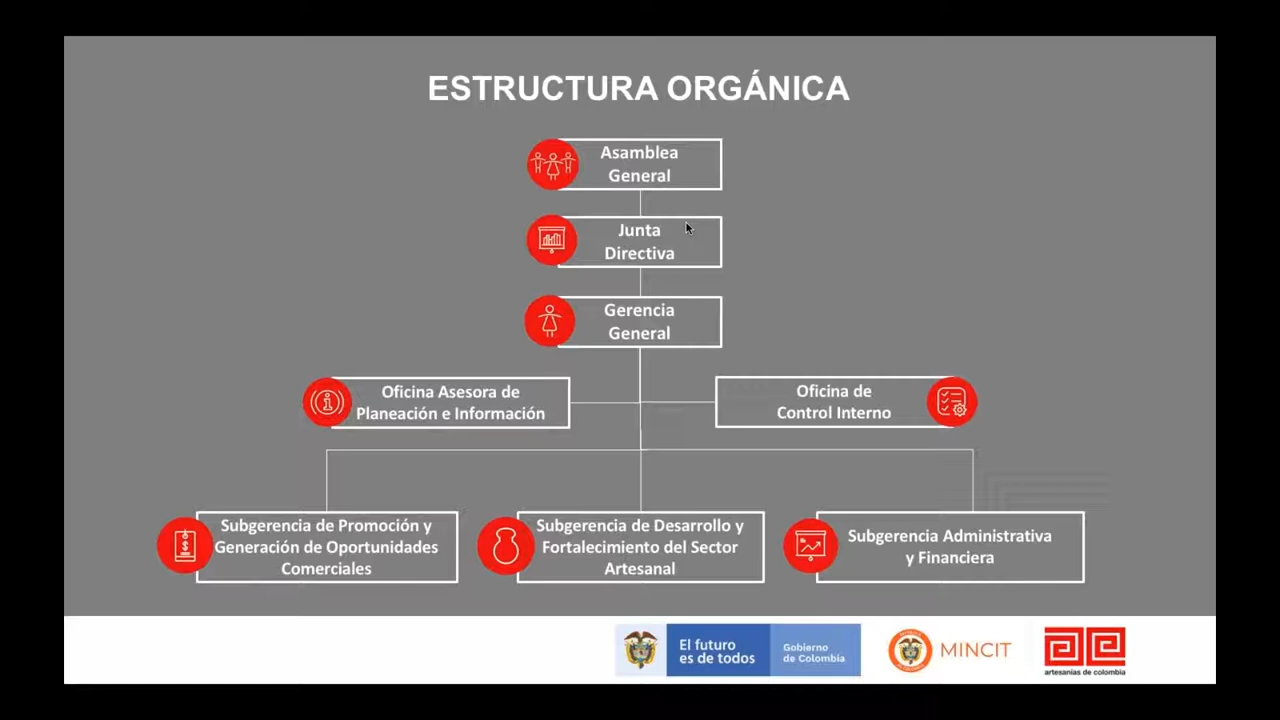 ESTRUCTURA ORGÁNICA
Asamblea
General
Junta
Directiva
Gerencia
General
Oficina Asesora de
Planeación e Información
Oficina de
Control Interno
Subgerencia de Promoción y
Generación de Oportunidades
Comerciales
Subgerencia de Desarrollo y
Fortalecimiento del Sector
Artesanal
Subgerencia Administrativa
y Financiera
El futuro
es de todos
Gobierno
de Colombia
MINCIT
artesanías de colombia